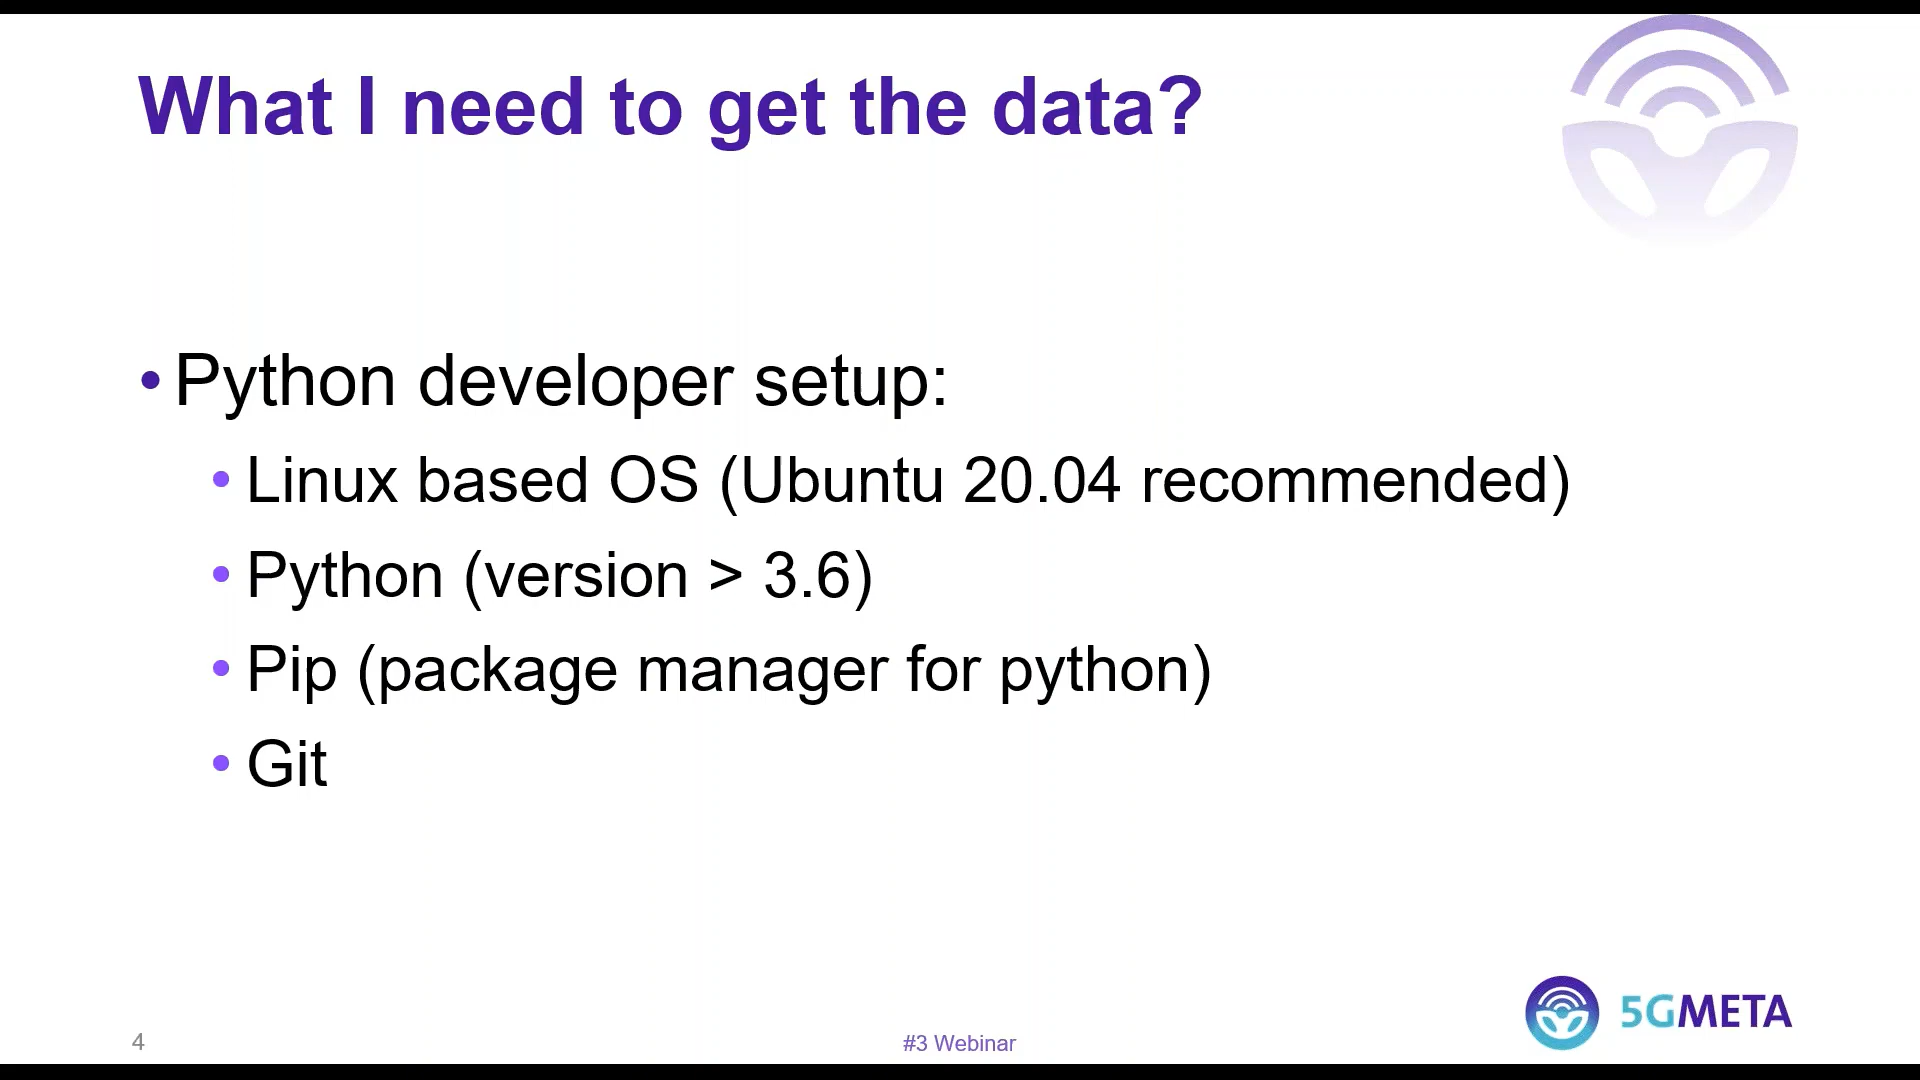 What I need to get the data?
• Python developer setup:
• Linux based OS (Ubuntu 20.04 recommended)
• Python (version > 3.6)
• Pip (package manager for python)
• Git
4
#3 Webinar
5GMETA